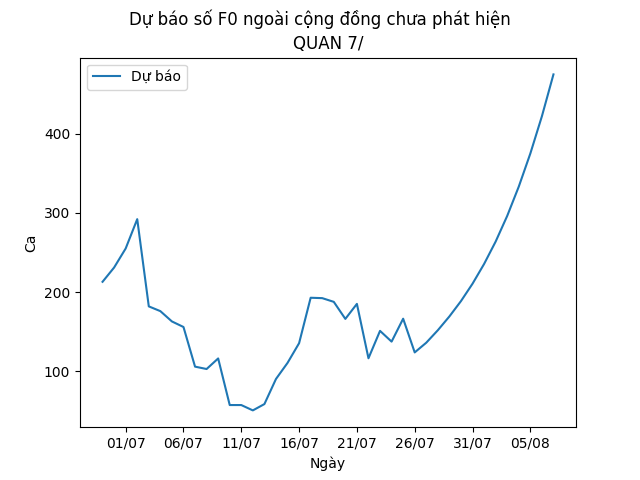 Dự báo số F0 ngoài cộng đồng chưa phát hiện
QUAN 7/
Dự báo
Ca
400
300
200
100
01/07 06/07 11/07 16/07 21/07 26/07 31/07 05/08
Ngày